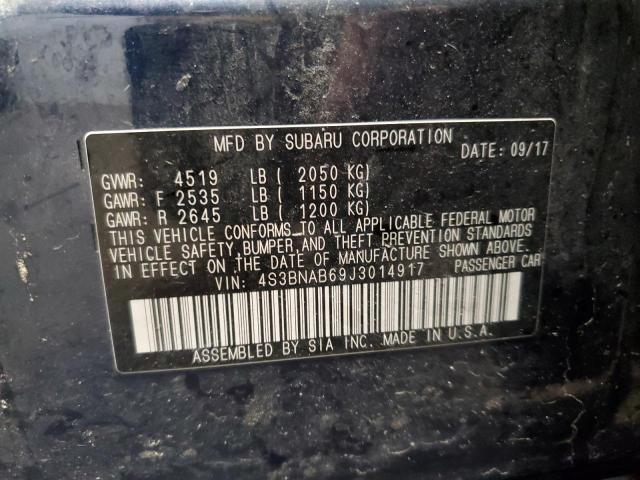 MFD BY SUBARU CORPORATION
DATE: 09/17
GVWR: 4519 LB ( 2050 KG)
GAWR: F 2535 LB ( 1150 KG)
GAWR: R 2645 LB ( 1200 KG)
THIS VEHICLE CONFORMS TO ALL APPLICABLE FEDERAL MOTOR
VEHICLE SAFETY, BUMPER, AND THEFT PREVENTION STANDARDS
IN EFFECT ON THE DATE OF MANUFACTURE SHOWN ABOVE.
VIN: 4S3BNAB69J3014917 PASSENGER CAR
ASSEMBLED BY SIA INC. MADE IN U.S.A.